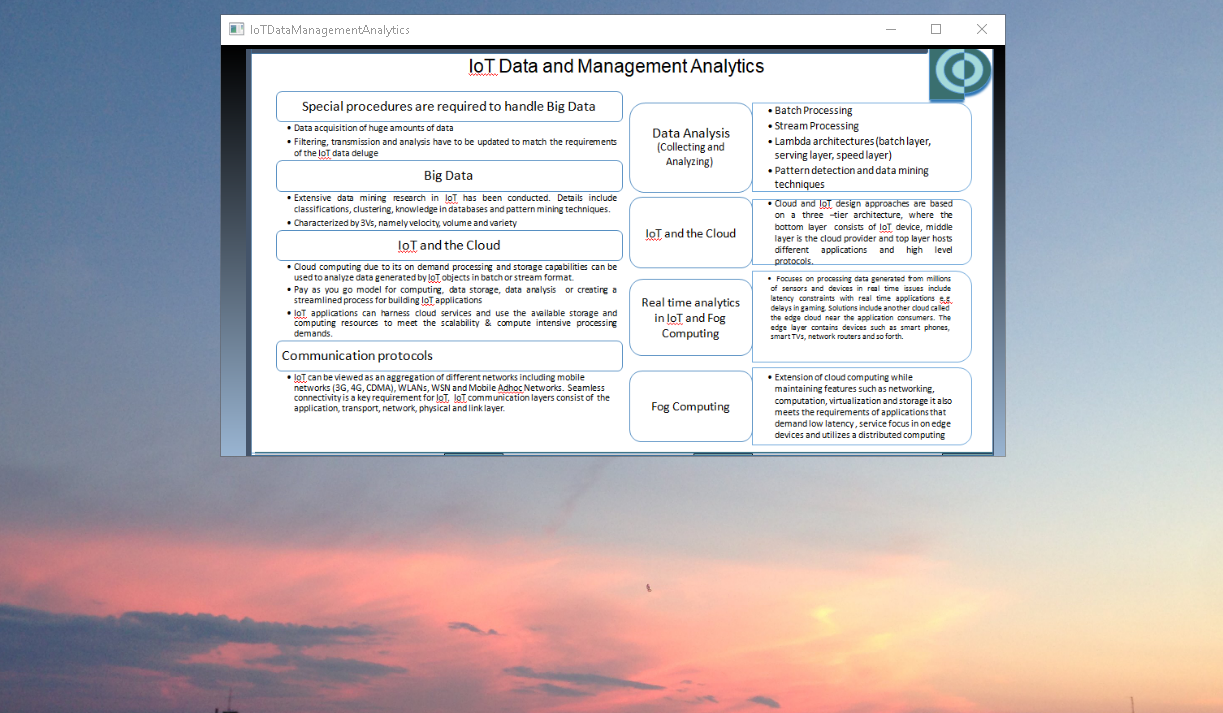 IoTDataManagementAnalytics
IoT Data and Management Analytics
Special procedures are required to handle Big Data
• Data acquisition of huge amounts of data
• Filtering, transmission and analysis have to be updated to match the requirements
of the IoT data deluge
Big Data
• Extensive data mining research in IoT has been conducted. Details include
classifications, clustering, knowledge in databases and pattern mining techniques.
• Characterized by 3Vs, namely velocity, volume and variety
IoT and the Cloud
• Cloud computing due to its on demand processing and storage capabilities can be
used to analyze data generated by IoT objects in batch or stream format.
• Pay as you go model for computing, data storage, data analysis or creating a
streamlined process for building IoT applications
• IoT applications can harness cloud services and use the available storage and
computing resources to meet the scalability & compute intensive processing
demands.
Communication protocols
• IoT can be viewed as an aggregation of different networks including mobile
networks (3G, 4G, CDMA), WLANs, WSN and Mobile Adhoc Networks. Seamless
connectivity is a key requirement for IoT. IoT communication layers consist of the
application, transport, network, physical and link layer.
Data Analysis
(Collecting and
Analyzing)
• Batch Processing
• Stream Processing
• Lambda architectures (batch layer,
serving layer, speed layer)
• Pattern detection and data mining
techniques
IoT and the Cloud
• Cloud and IoT design approaches are based
on a three –tier architecture, where the
bottom layer consists of IoT device, middle
layer is the cloud provider and top layer hosts
different applications and high level
protocols.
Real time analytics
in IoT and Fog
Computing
• Focuses on processing data generated from millions
of sensors and devices in real time issues include
latency constraints with real time applications e.g.
delays in gaming. Solutions include another cloud called
the edge cloud near the application consumers. The
edge layer contains devices such as smart phones,
smart TVs, network routers and so forth.
Fog Computing
• Extension of cloud computing while
maintaining features such as networking,
computation, virtualization and storage it also
meets the requirements of applications that
demand low latency , service focus in on edge
devices and utilizes a distributed computing